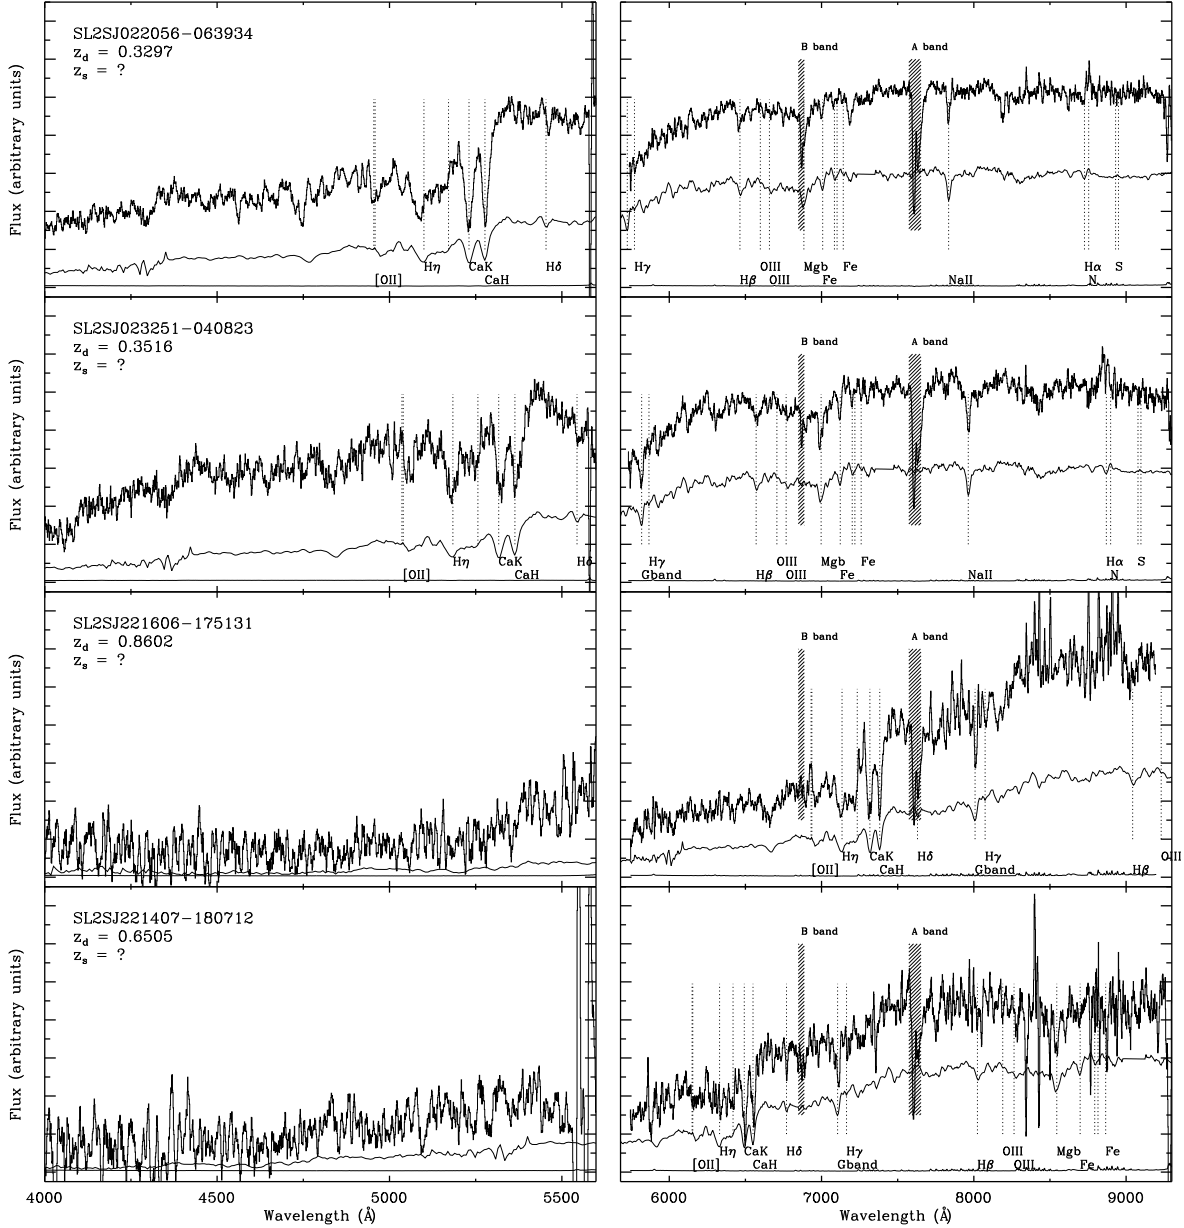 SL2SJ022056-063934
z_d = 0.3297
z_s = ?
Flux (arbitrary units)
[OII] Hη CaK CaH Hδ
B band A band
Hγ Hβ OIII OIII Mgb Fe Fe NaII Hα N S
SL2SJ023251-040823
z_d = 0.3516
z_s = ?
Flux (arbitrary units)
[OII] Hη CaK CaH Hδ
B band A band
Hγ Gband Hβ OIII OIII Mgb Fe Fe NaII Hα N S
SL2SJ221606-175131
z_d = 0.8602
z_s = ?
Flux (arbitrary units)
B band A band
[OII] Hη CaK CaH Hδ Gband Hγ Hβ OIII
SL2SJ221407-180712
z_d = 0.6505
z_s = ?
Flux (arbitrary units)
B band A band
[OII] Hη CaK CaH Hδ Gband Hγ Hβ OIII OIII Mgb Fe Fe
4000 4500 5000 5500
Wavelength (Å)
6000 7000 8000 9000
Wavelength (Å)